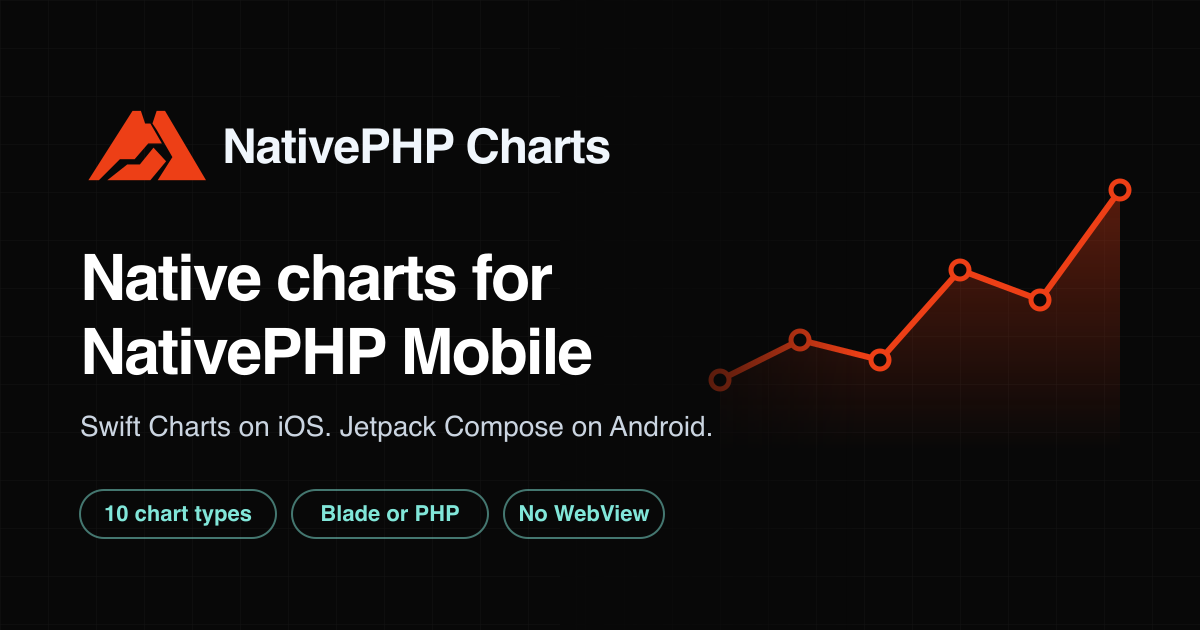 NativePHP Charts
Native charts for
NativePHP Mobile
Swift Charts on iOS. Jetpack Compose on Android.
10 chart types
Blade or PHP
No WebView